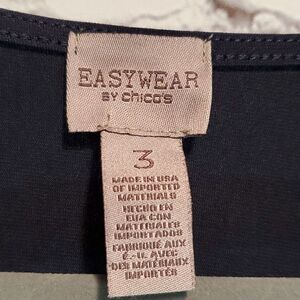 EASYWEAR
BY Chico's
3
MADE IN USA
OF IMPORTED
MATERIALS
HECHO EN
EUA CON
MATERIALES
IMPORTADOS
FABRIQUÉ AUX
É.-U. AVEC
DES MATÉRIAUX
IMPORTÉS